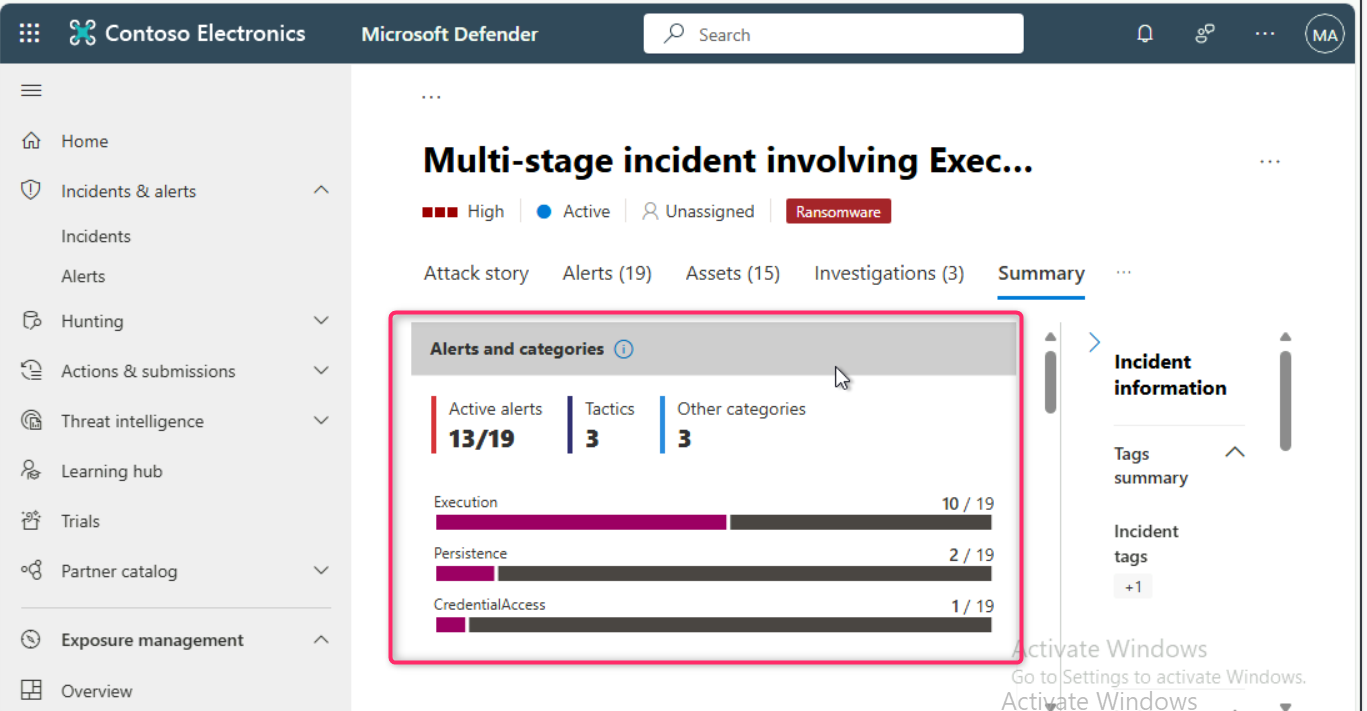 Contoso Electronics
Microsoft Defender
Search
MA
Home
Incidents & alerts
Incidents
Alerts
Hunting
Actions & submissions
Threat intelligence
Learning hub
Trials
Partner catalog
Exposure management
Overview
...
Multi-stage incident involving Exec...
...
High
Active
Unassigned
Ransomware
Attack story
Alerts (19)
Assets (15)
Investigations (3)
Summary
...
Alerts and categories
Active alerts
13/19
Tactics
3
Other categories
3
Execution
10 / 19
Persistence
2 / 19
CredentialAccess
1 / 19
Incident
information
Tags
summary
Incident
tags
+1
Activate Windows
Go to Settings to activate Windows.
Activate Windows